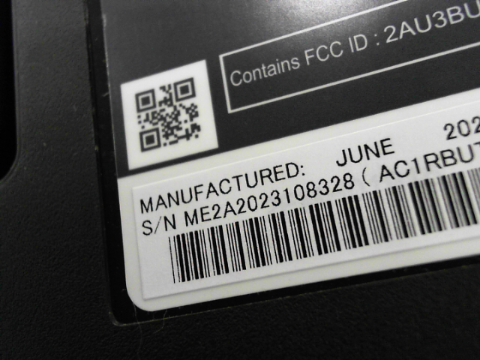 Contains FCC ID : 2AU3BU
MANUFACTURED: JUNE 202
S/N ME2A2023108328 ( AC1RBUT